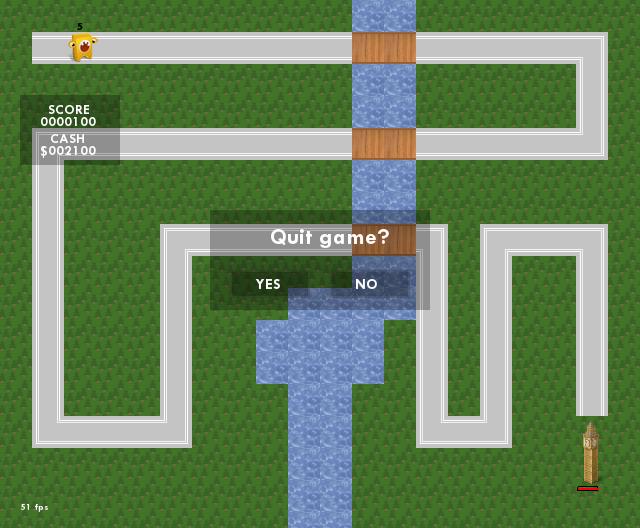 5
SCORE
0000100
CASH
$002100
Quit game?
YES NO
51 fps